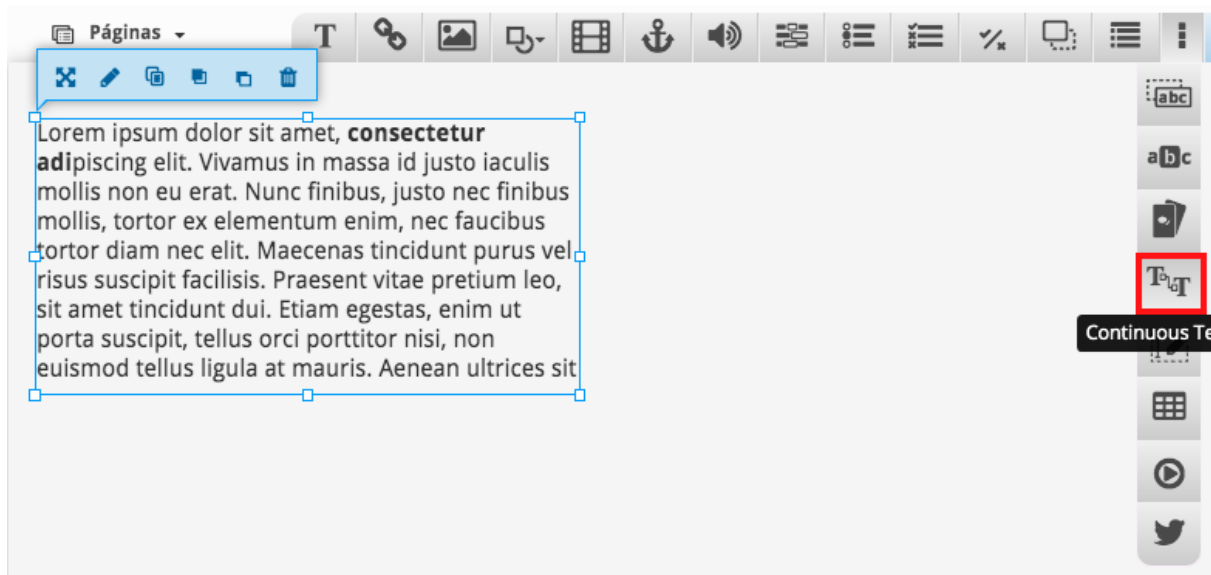 Páginas
T
abc
abc
Lorem ipsum dolor sit amet, consectetur
adipiscing elit. Vivamus in massa id justo iaculis
mollis non eu erat. Nunc finibus, justo nec finibus
mollis, tortor ex elementum enim, nec faucibus
tortor diam nec elit. Maecenas tincidunt purus vel
risus suscipit facilisis. Praesent vitae pretium leo,
sit amet tincidunt dui. Etiam egestas, enim ut
porta suscipit, tellus orci porttitor nisi, non
euismod tellus ligula at mauris. Aenean ultrices sit
T T
Continuous Te